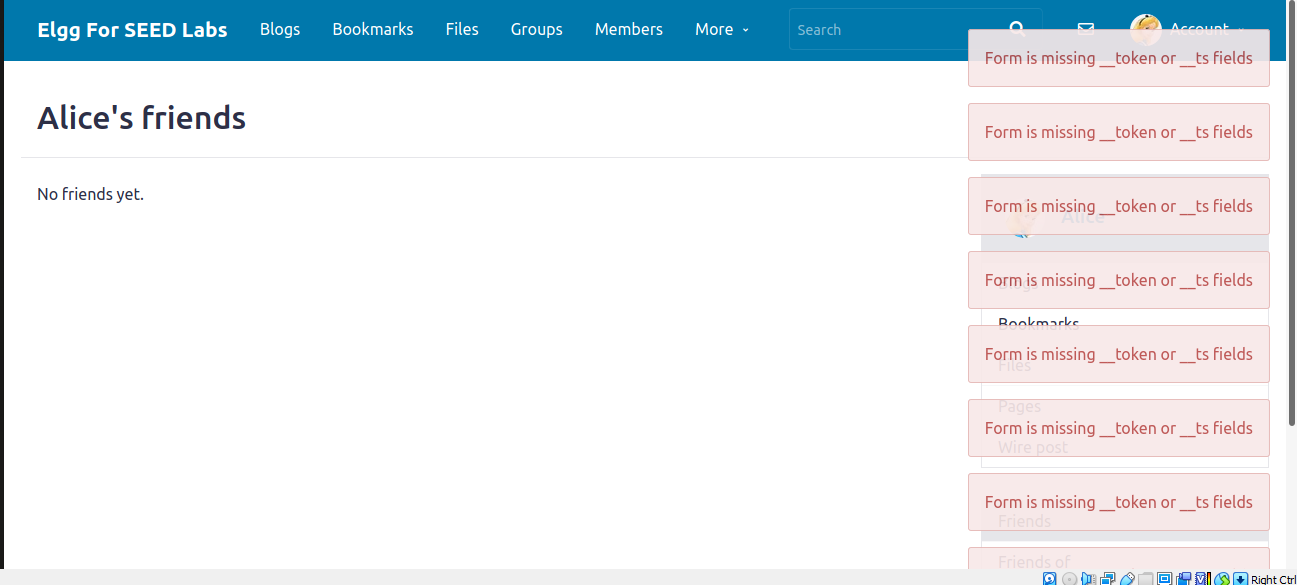 Elgg For SEED Labs Blogs Bookmarks Files Groups Members More Search Account
Form is missing __token or __ts fields
Alice's friends
Form is missing __token or __ts fields
No friends yet.
Form is missing __token or __ts fields
Alice
Form is missing __token or __ts fields
Blogs
Bookmarks
Form is missing __token or __ts fields
Files
Pages
Form is missing __token or __ts fields
Wire post
Form is missing __token or __ts fields
Friends
Friends of
Right Ctrl